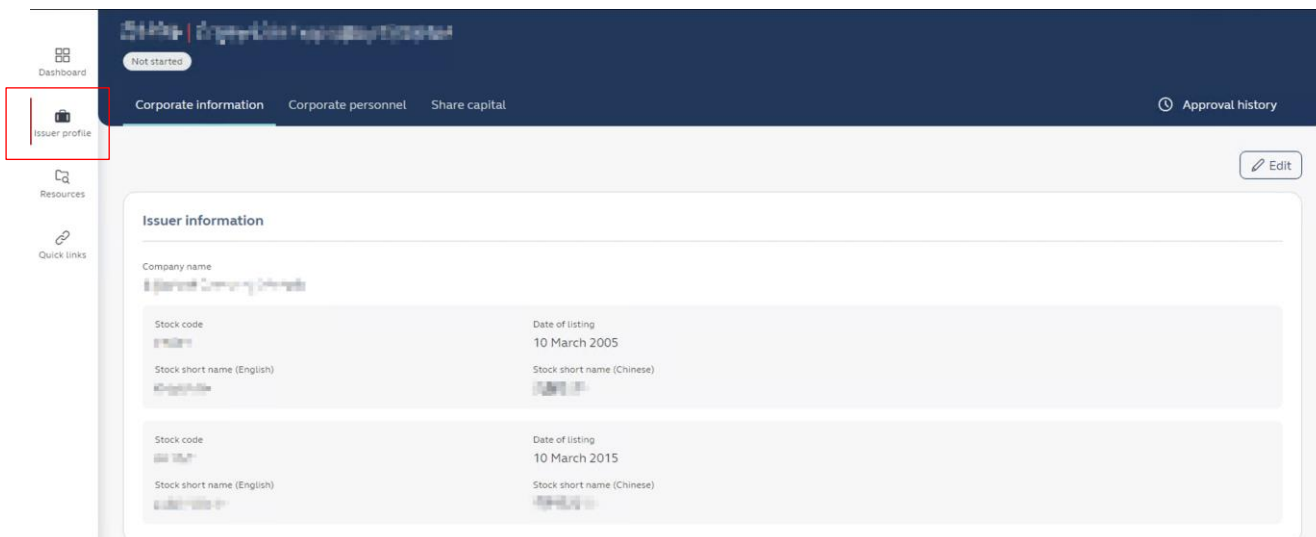 Not started
Dashboard
Corporate information Corporate personnel Share capital Approval history
Issuer profile
Edit
Resources
Issuer information
Quick links
Company name
Stock code Date of listing
10 March 2005
Stock short name (English) Stock short name (Chinese)
Stock code Date of listing
10 March 2015
Stock short name (English) Stock short name (Chinese)